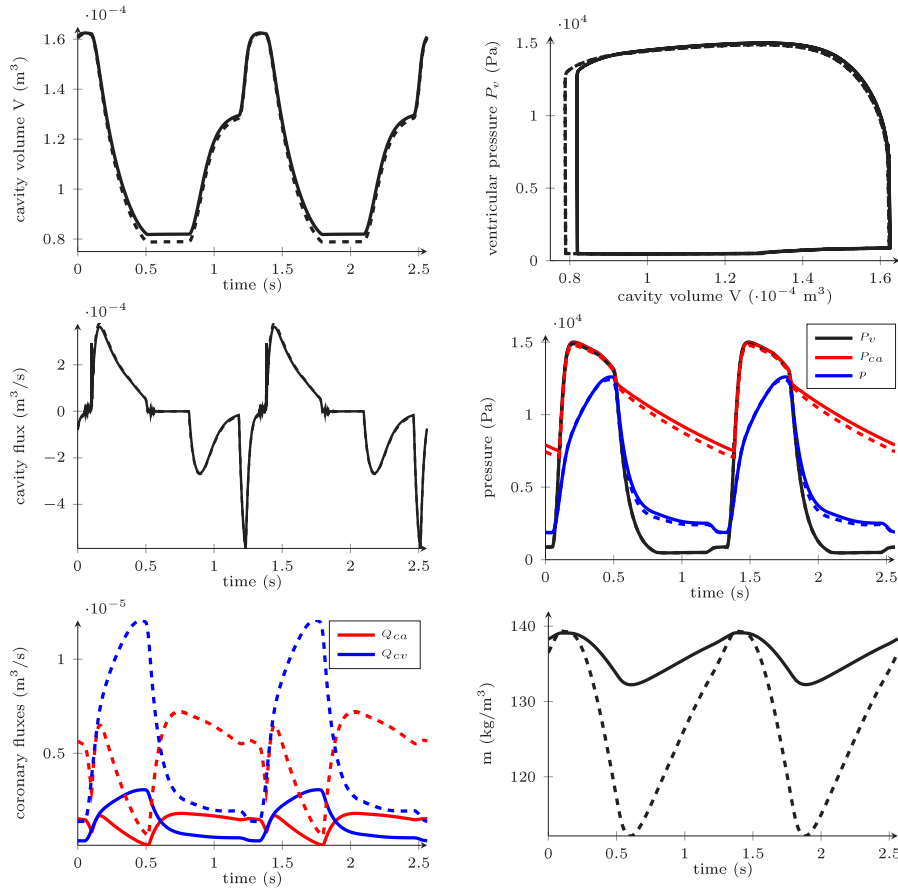 ·10⁻⁴
1.6
1.4
1.2
1
0.8
cavity volume V (m³)
0 0.5 1 1.5 2 2.5
time (s)
·10⁴
1.5
1
0.5
0
ventricular pressure Pᵥ (Pa)
0.8 1 1.2 1.4 1.6
cavity volume V (·10⁻⁴ m³)
·10⁻⁴
2
0
−2
−4
cavity flux (m³/s)
0 0.5 1 1.5 2 2.5
time (s)
·10⁴
1.5
1
0.5
0
pressure (Pa)
P_v
P_ca
p
0 0.5 1 1.5 2 2.5
time (s)
·10⁻⁵
1
0.5
coronary fluxes (m³/s)
Q_ca
Q_cv
0 0.5 1 1.5 2 2.5
time (s)
140
130
120
m (kg/m³)
0 0.5 1 1.5 2 2.5
time (s)